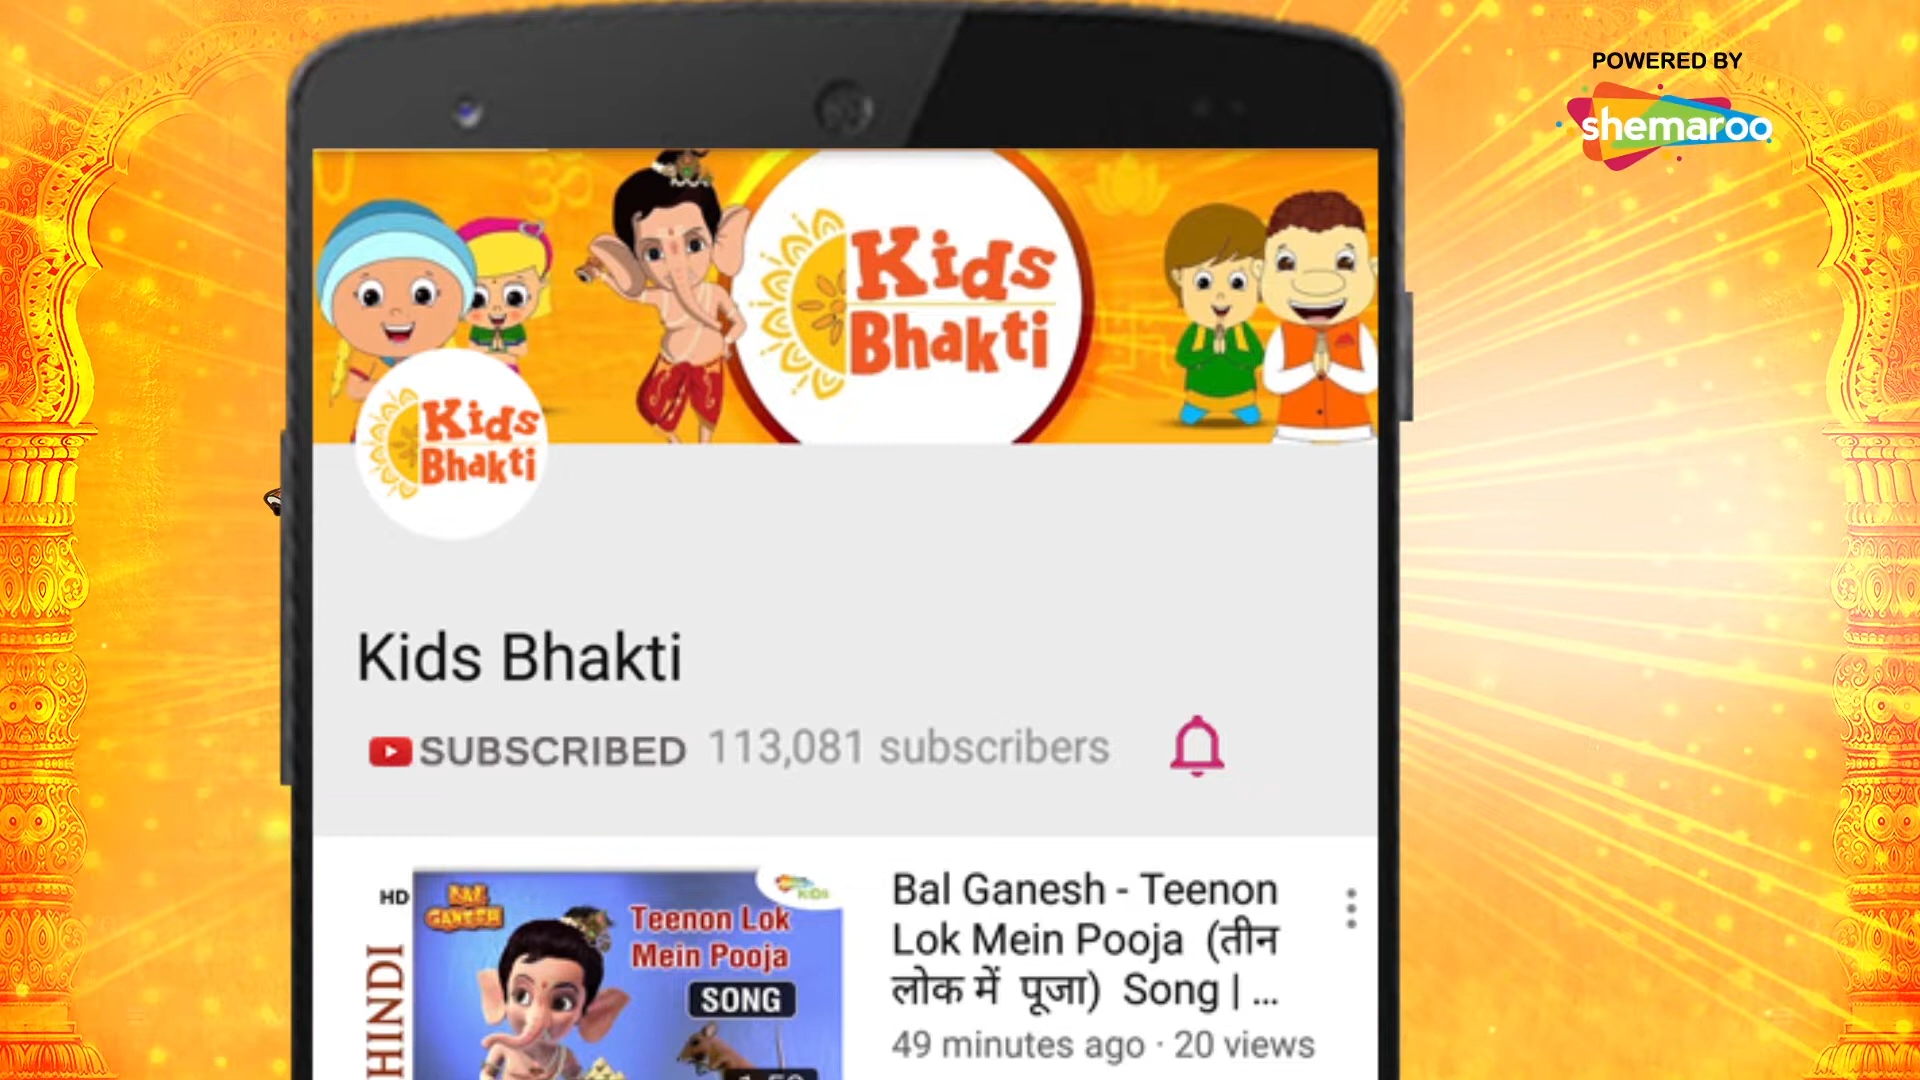 POWERED BY
shemaroo
Kids
Bhakti
Kids
Bhakti
Kids Bhakti
SUBSCRIBED 113,081 subscribers
HD
HINDI
BAL
GANESH
Teenon Lok
Mein Pooja
SONG
KIDS
Bal Ganesh - Teenon
Lok Mein Pooja (तीन
लोक में पूजा) Song | ...
49 minutes ago · 20 views